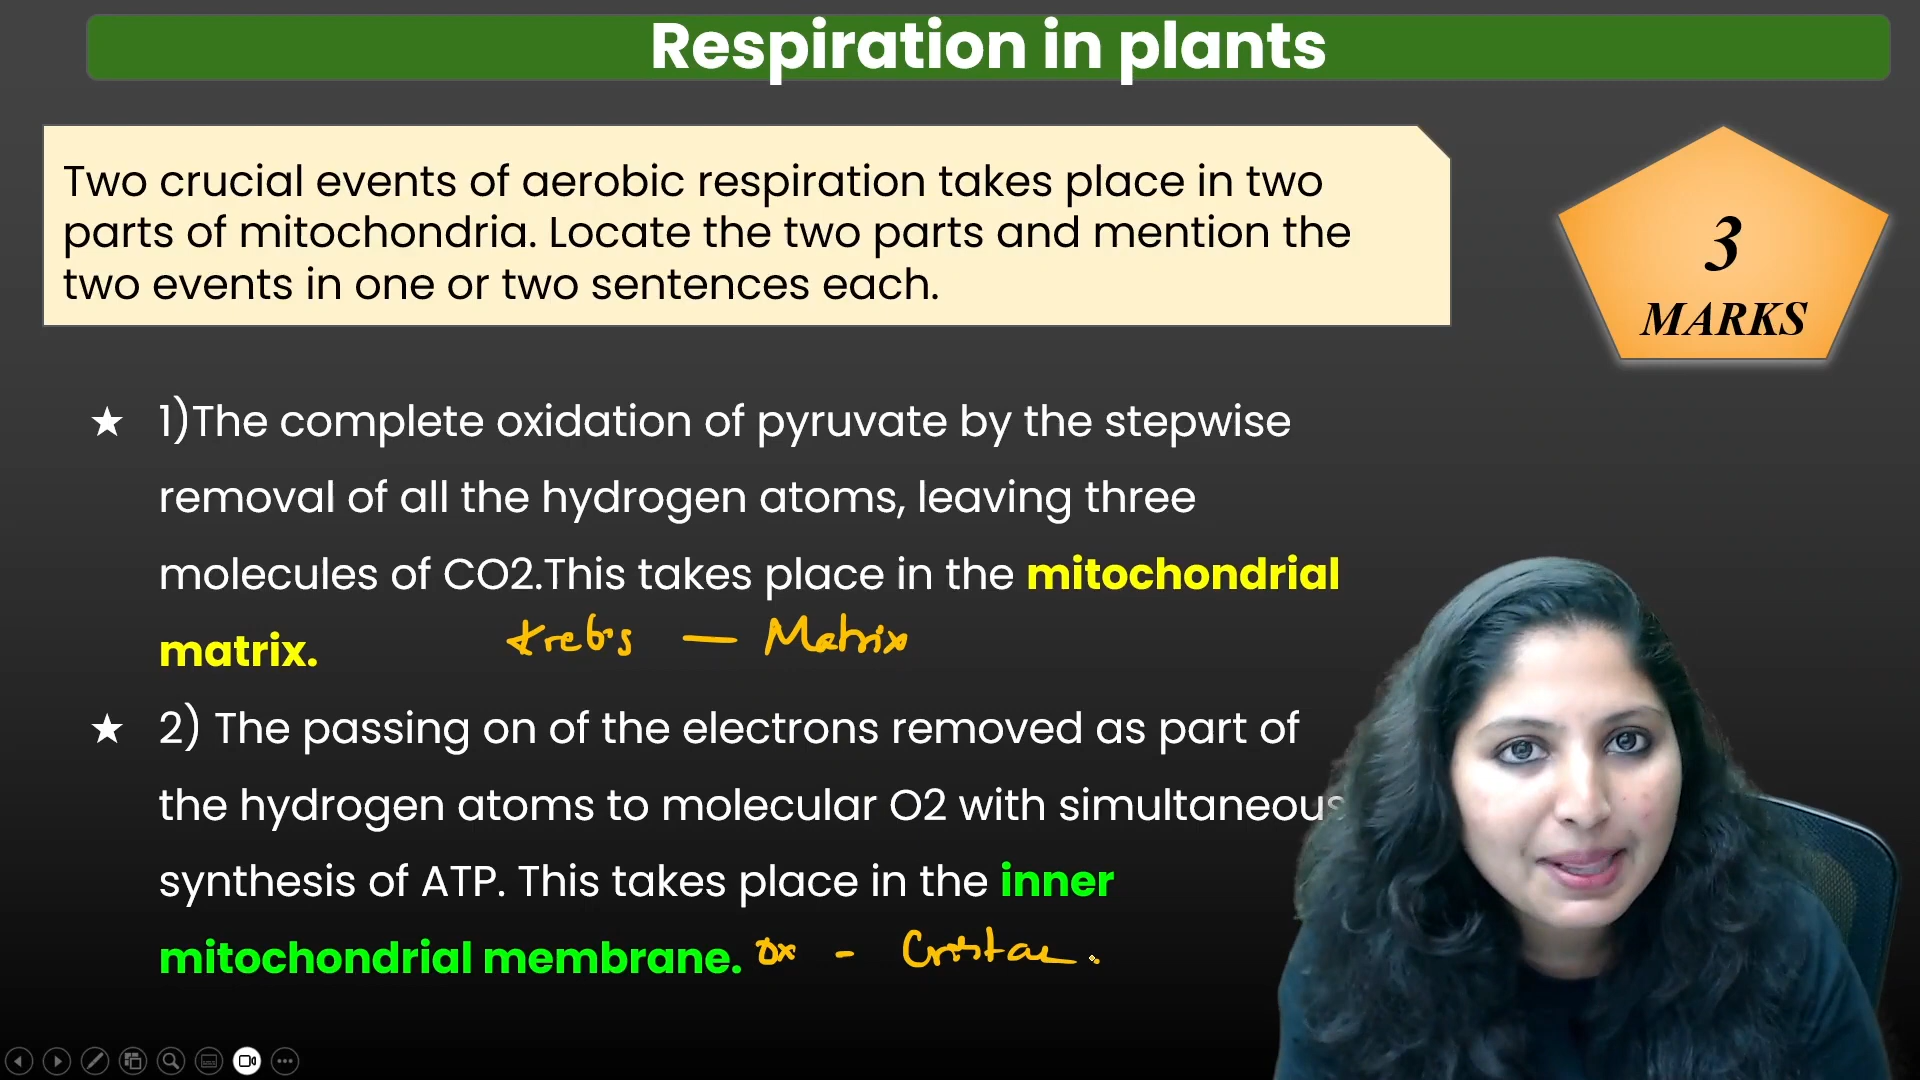 Respiration in plants
Two crucial events of aerobic respiration takes place in two
parts of mitochondria. Locate the two parts and mention the
two events in one or two sentences each.
3
MARKS
★ 1)The complete oxidation of pyruvate by the stepwise
removal of all the hydrogen atoms, leaving three
molecules of CO2.This takes place in the mitochondrial
matrix.
Kreb's — Matrix
★ 2) The passing on of the electrons removed as part of
the hydrogen atoms to molecular O2 with simultaneous
synthesis of ATP. This takes place in the inner
mitochondrial membrane. Ox - Cristae.